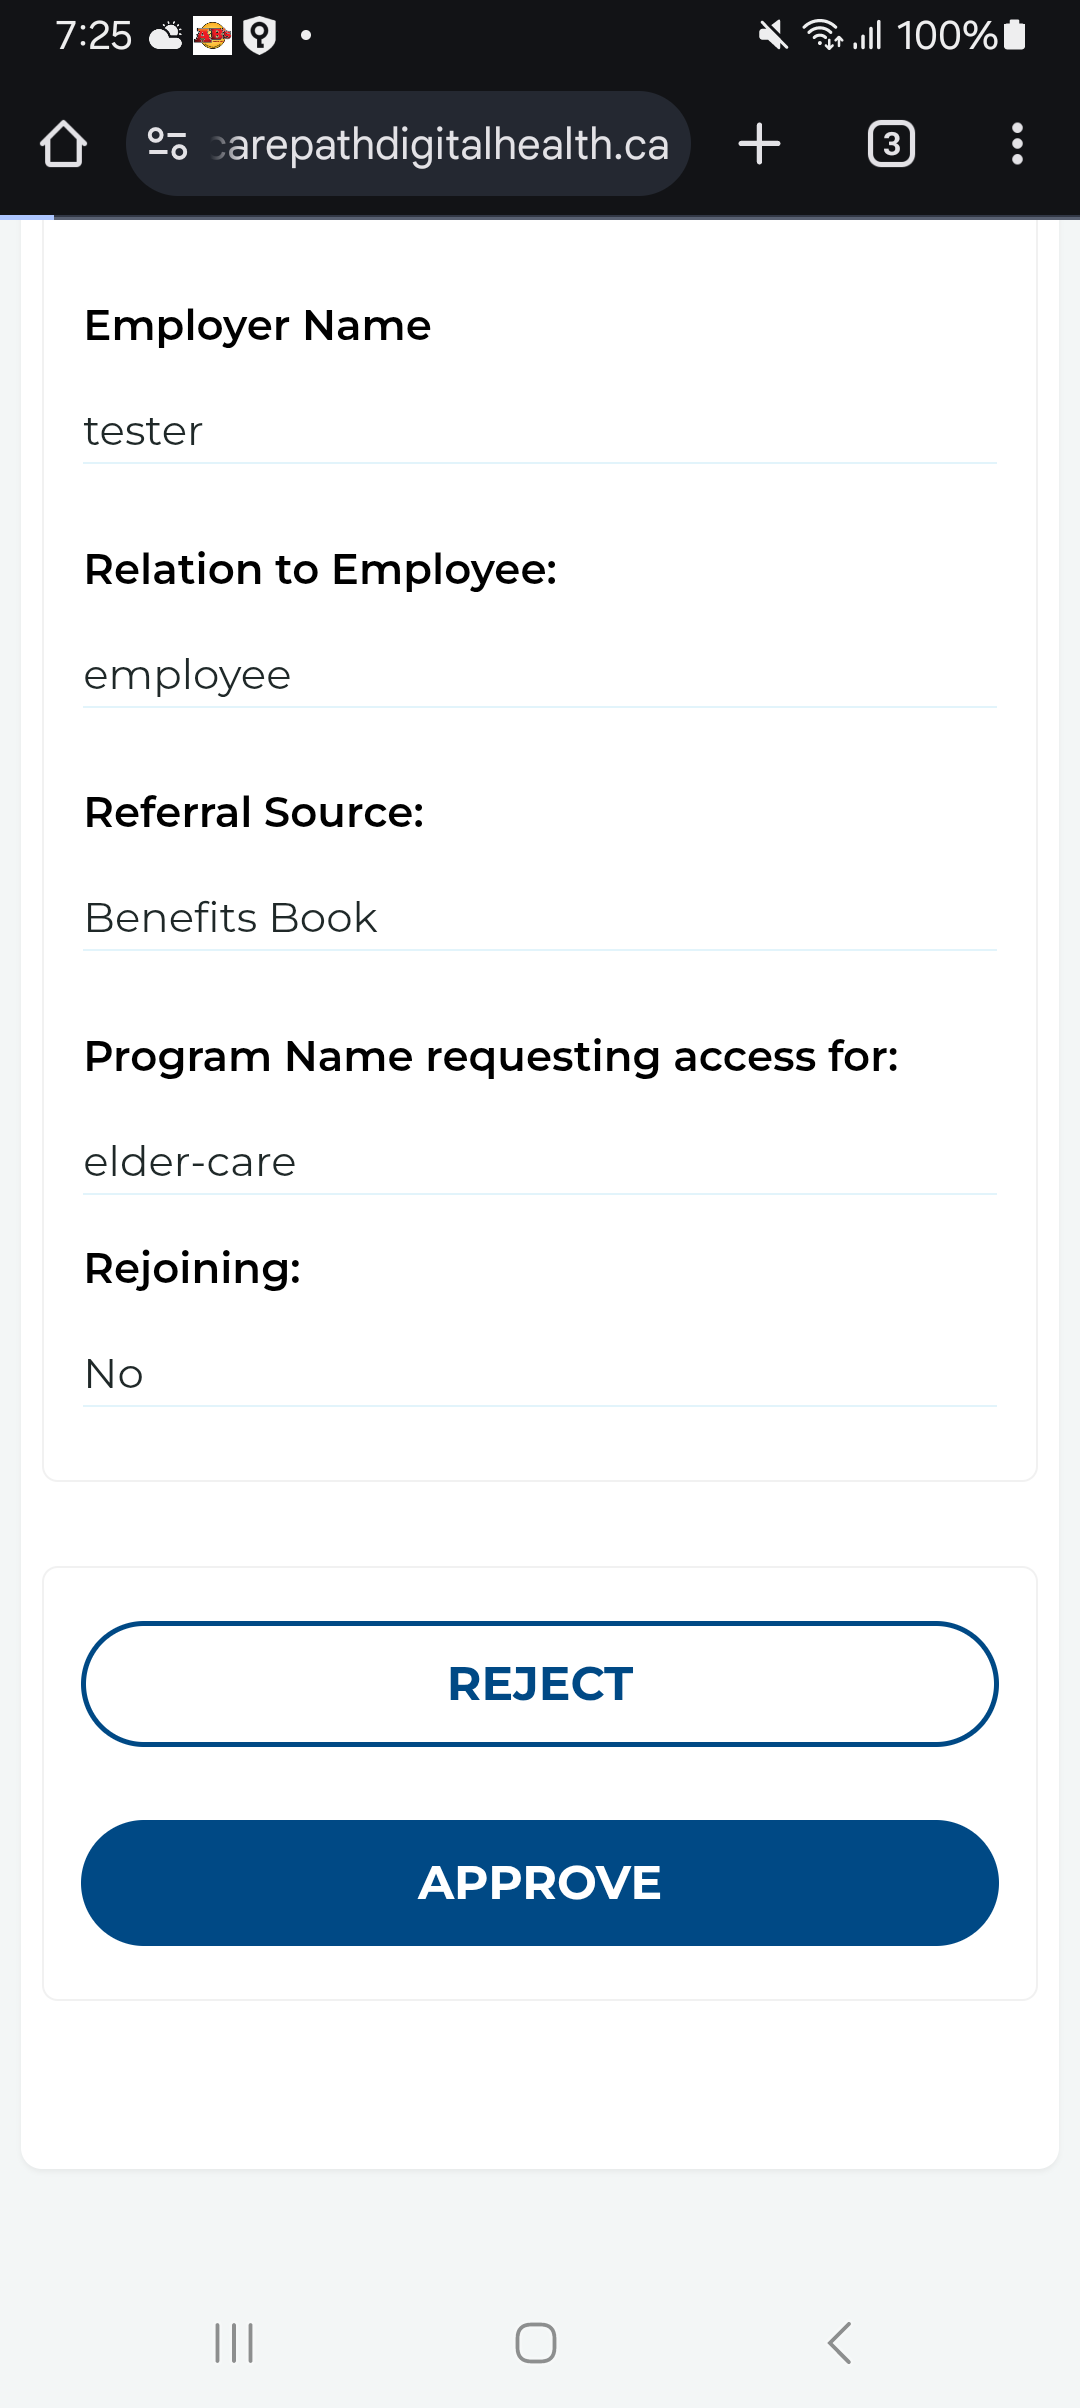 7:25
100%
carepathdigitalhealth.ca
3
Employer Name
tester
Relation to Employee:
employee
Referral Source:
Benefits Book
Program Name requesting access for:
elder-care
Rejoining:
No
REJECT
APPROVE